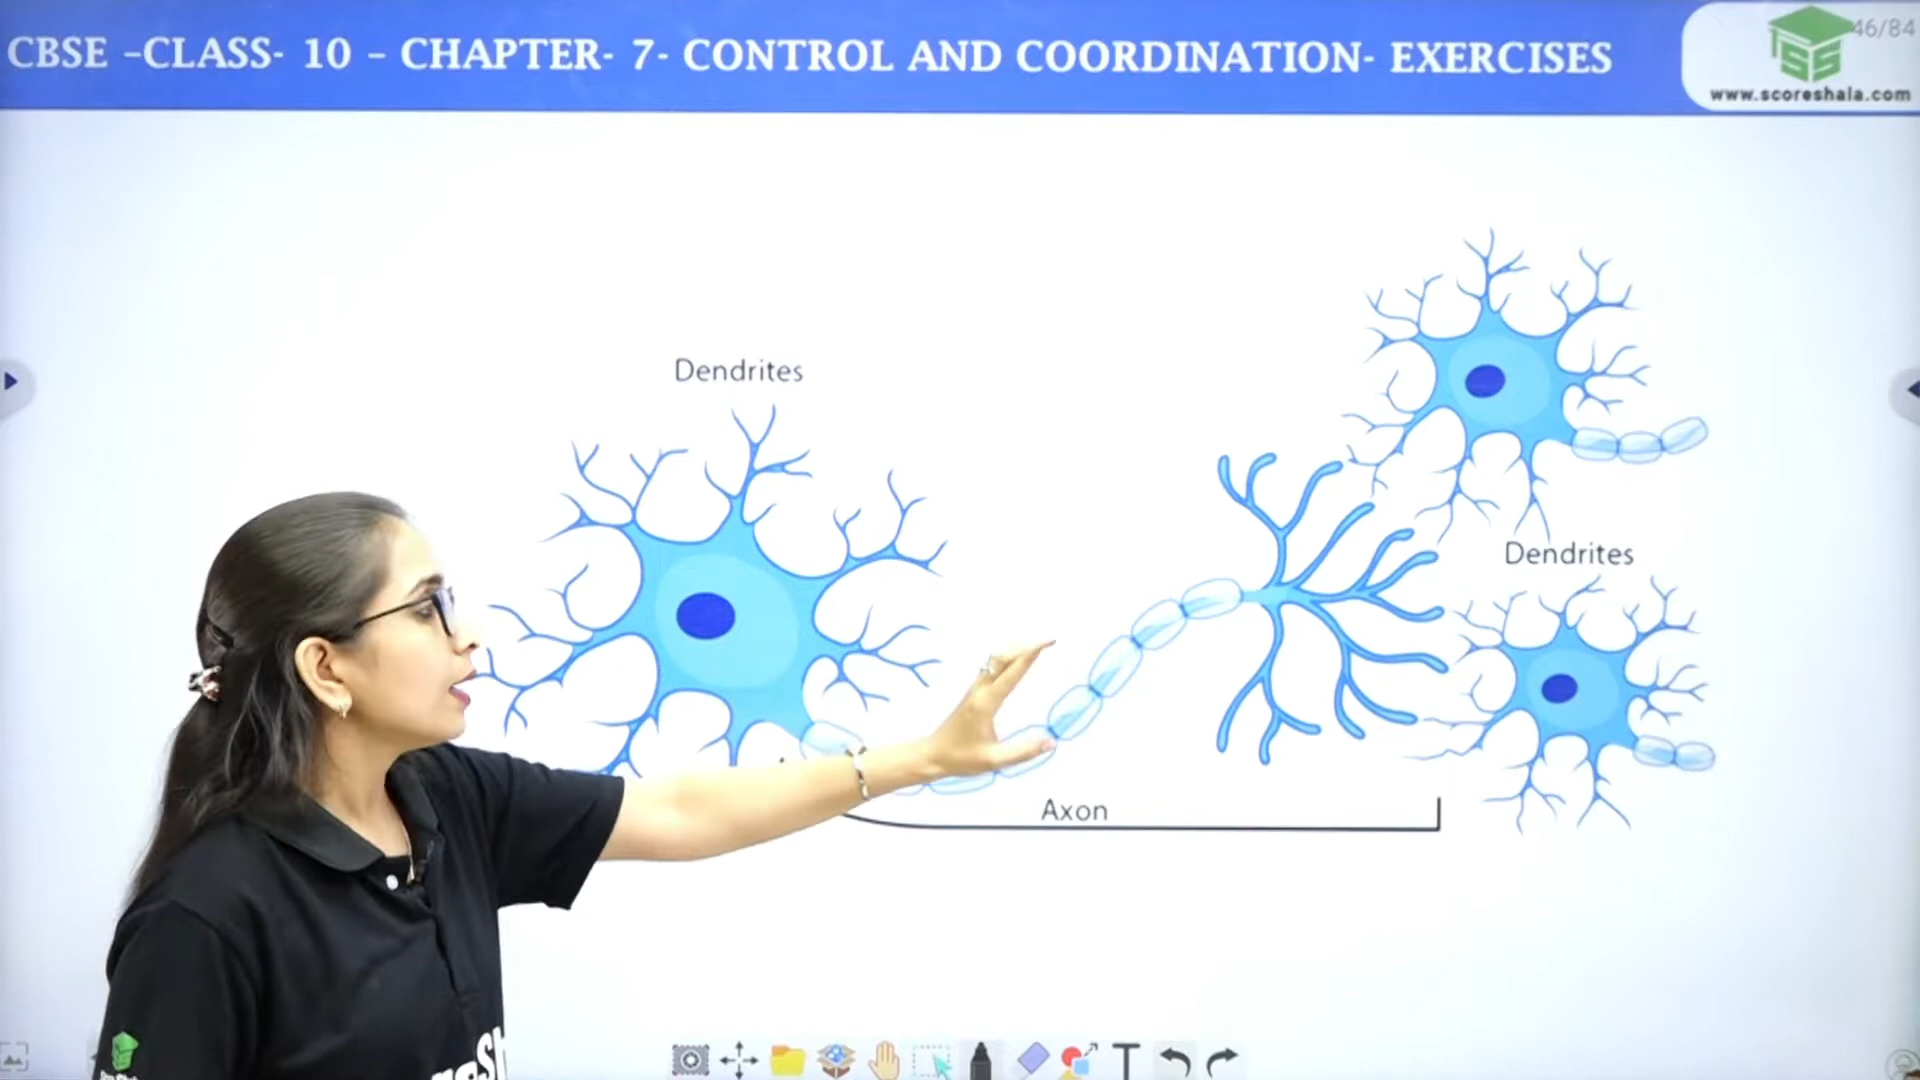 CBSE –CLASS- 10 – CHAPTER- 7- CONTROL AND COORDINATION- EXERCISES
46/84
www.scoreshala.com
Dendrites
Dendrites
Axon